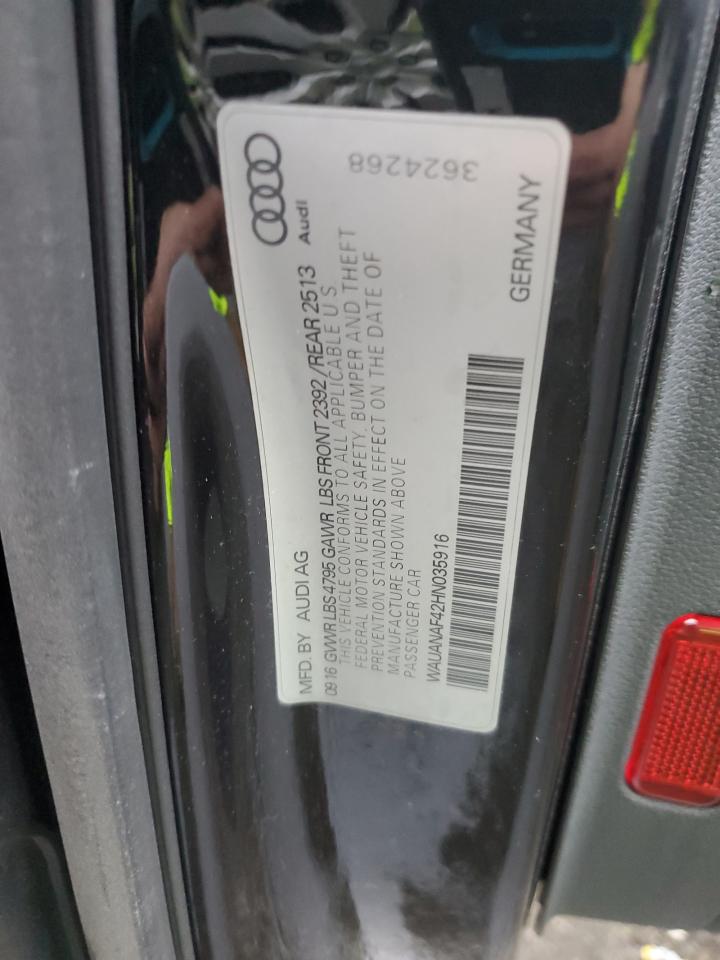 Audi
3624268
MFD. BY AUDI AG
0916 GVWR LBS 4795 GAWR LBS FRONT 2392 / REAR 2513
THIS VEHICLE CONFORMS TO ALL APPLICABLE U S
FEDERAL MOTOR VEHICLE SAFETY, BUMPER AND THEFT
PREVENTION STANDARDS IN EFFECT ON THE DATE OF
MANUFACTURE SHOWN ABOVE
PASSENGER CAR
WAUANAF42HN035916
GERMANY